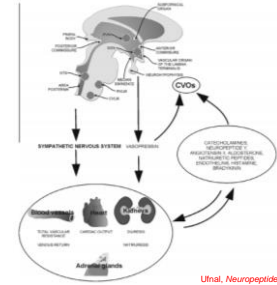 SUBFORNICAL
ORGAN
PINEAL
BODY
POSTERIOR
COMMISSURE
ANTERIOR
COMMISSURE
VASCULAR ORGAN
OF THE LAMINA
TERMINALIS
MEDIAN
EMINENCE
NEUROHYPOPHYSIS
AREA
POSTREMA
CVOs
SYMPATHETIC NERVOUS SYSTEM
VASOPRESSIN
CATECHOLAMINES,
NEUROPEPTIDE Y,
ANGIOTENSIN II, ALDOSTERONE,
NATRIURETIC PEPTIDES,
ENDOTHELINE, HISTAMINE,
BRADYKININ
Blood vessels
Heart
Kidneys
TOTAL VASCULAR
RESISTANCE
CARDIAC OUTPUT
DIURESIS
VENOUS RETURN
NATRIURESIS
Adrenal glands
Ufnal, Neuropeptide